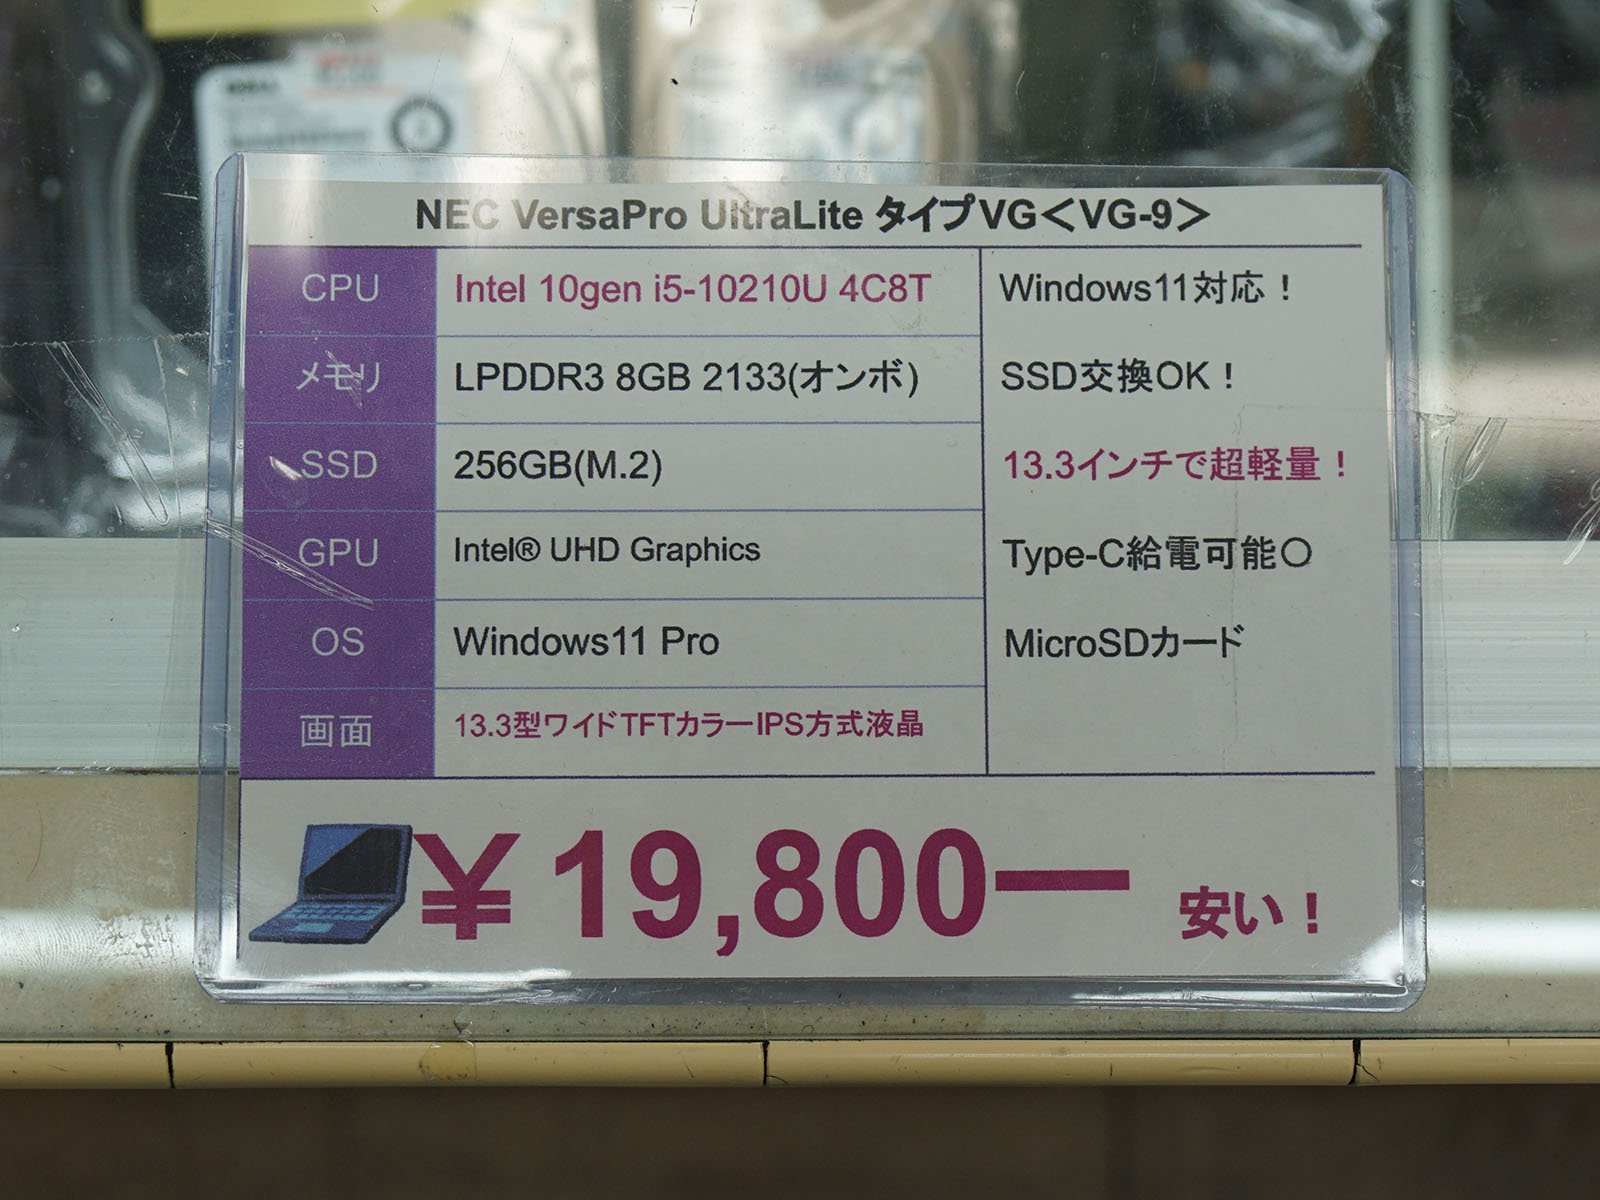 NEC VersaPro UltraLite タイプVG＜VG-9＞
CPU Intel 10gen i5-10210U 4C8T
メモリ LPDDR3 8GB 2133(オンボ)
SSD 256GB(M.2)
GPU Intel® UHD Graphics
OS Windows11 Pro
画面 13.3型ワイドTFTカラーIPS方式液晶
Windows11対応！
SSD交換OK！
13.3インチで超軽量！
Type-C給電可能〇
MicroSDカード
￥19,800ー 安い！